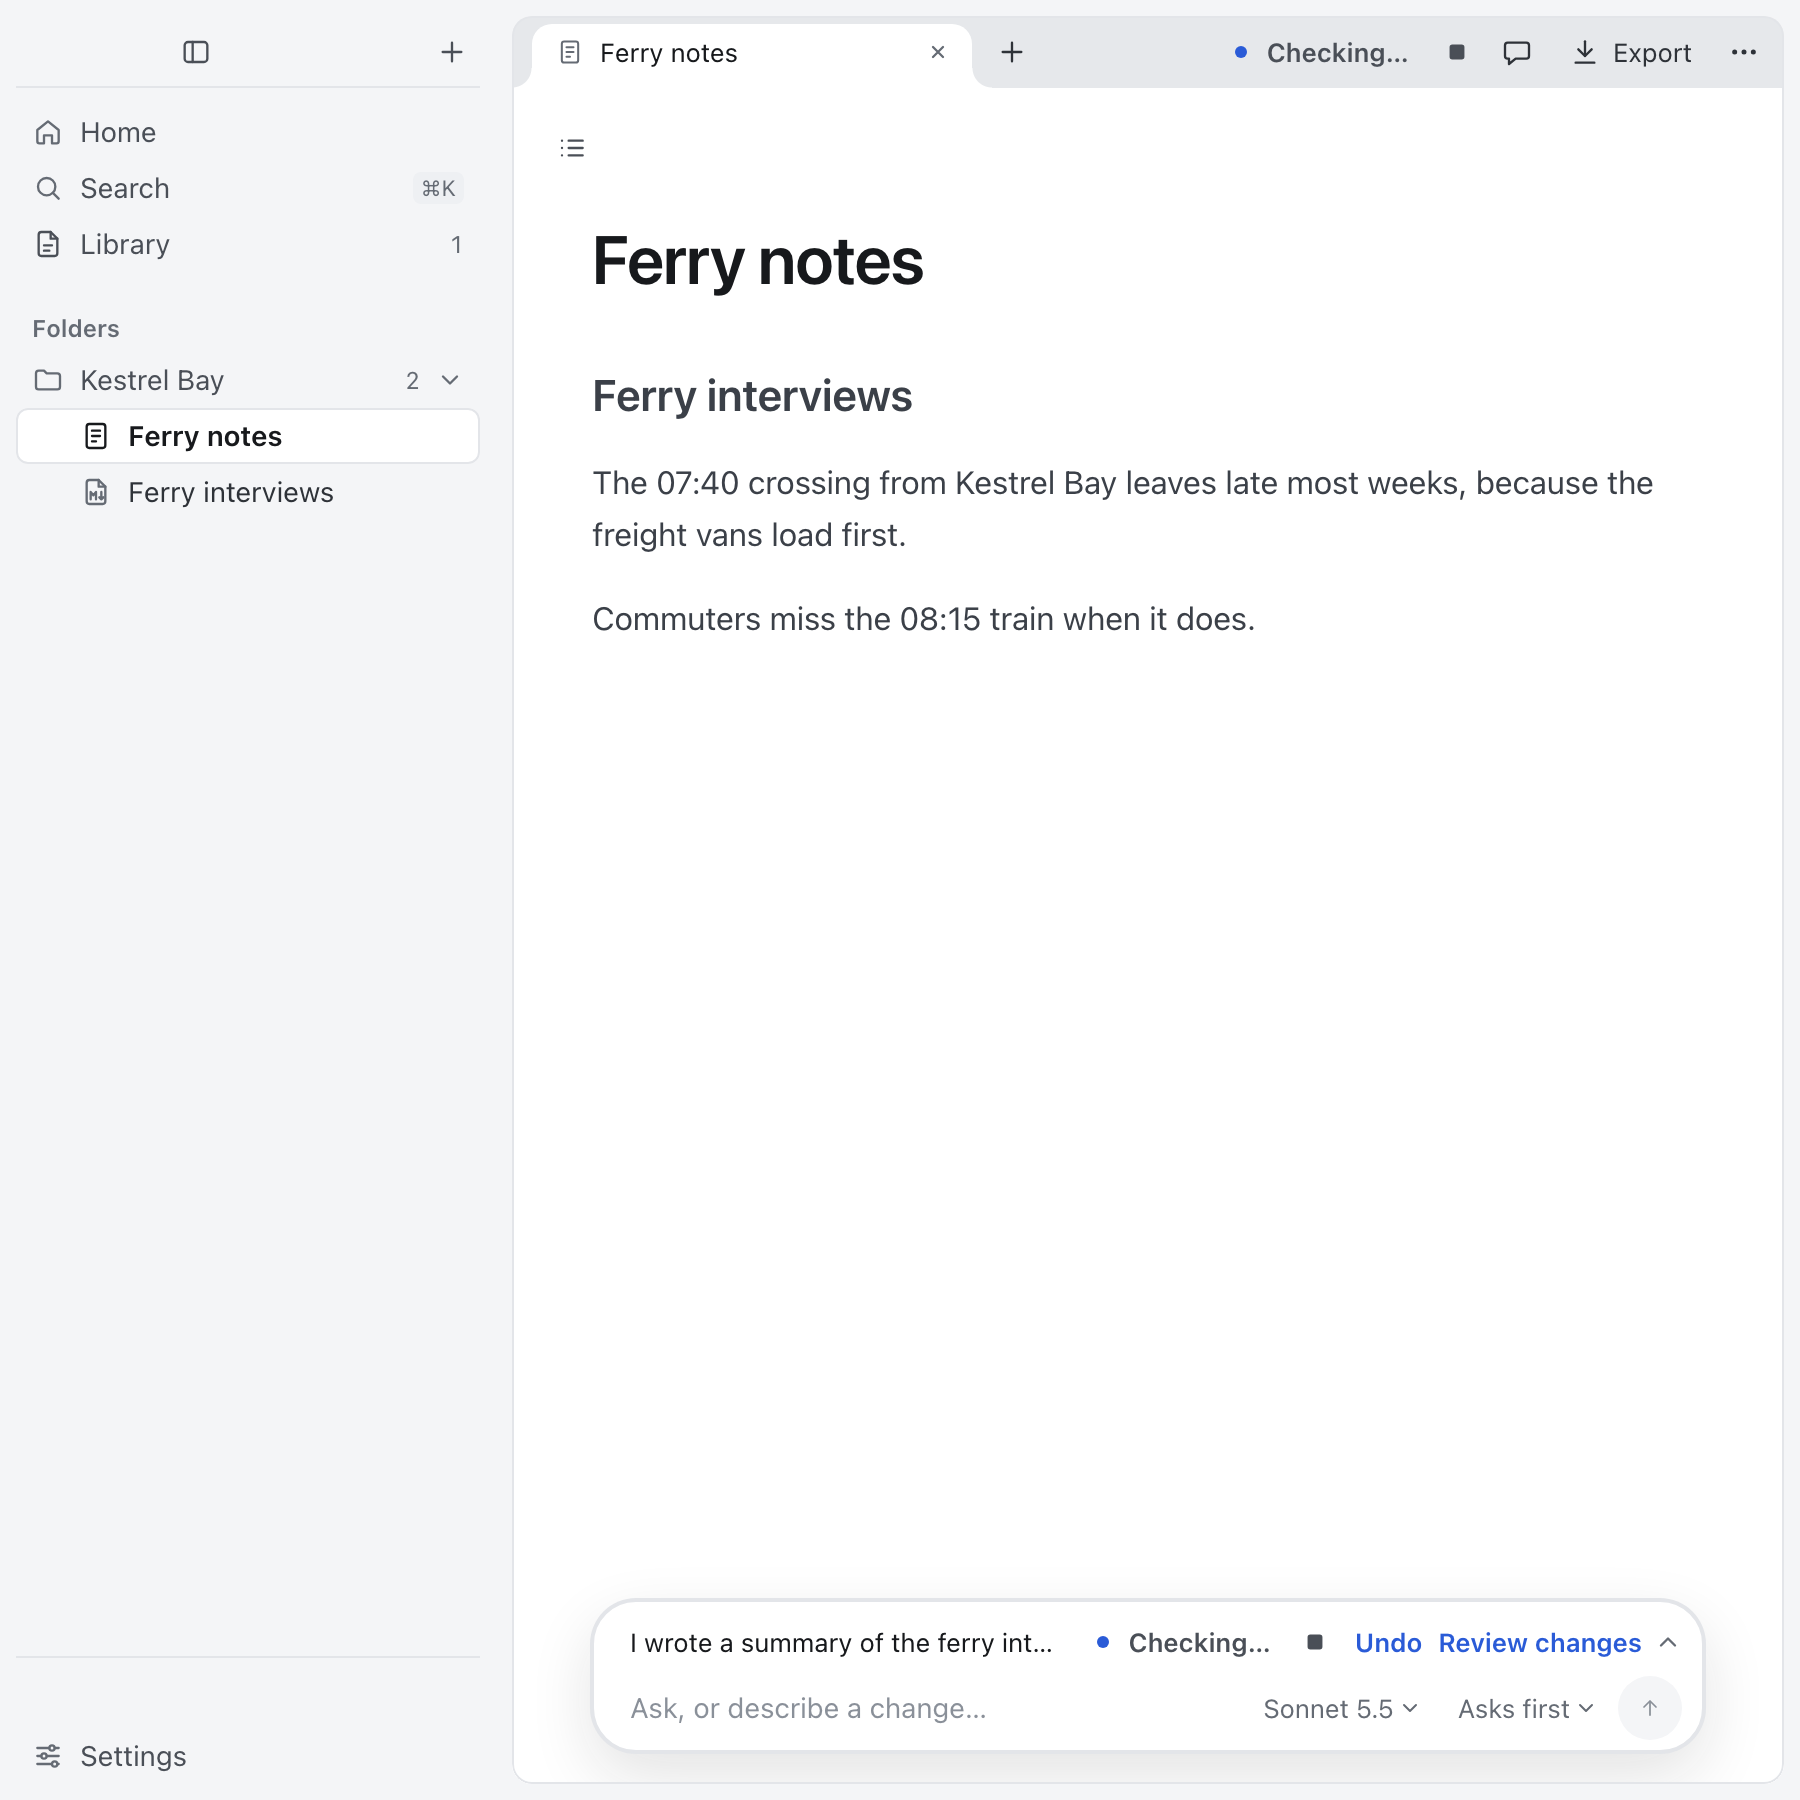 Home
Search ⌘K
Library 1
Folders
Kestrel Bay 2
Ferry notes
Ferry interviews
Settings
Ferry notes
Checking...
Export
Ferry notes
Ferry interviews
The 07:40 crossing from Kestrel Bay leaves late most weeks, because the
freight vans load first.
Commuters miss the 08:15 train when it does.
I wrote a summary of the ferry int... Checking... Undo Review changes
Ask, or describe a change... Sonnet 5.5 Asks first